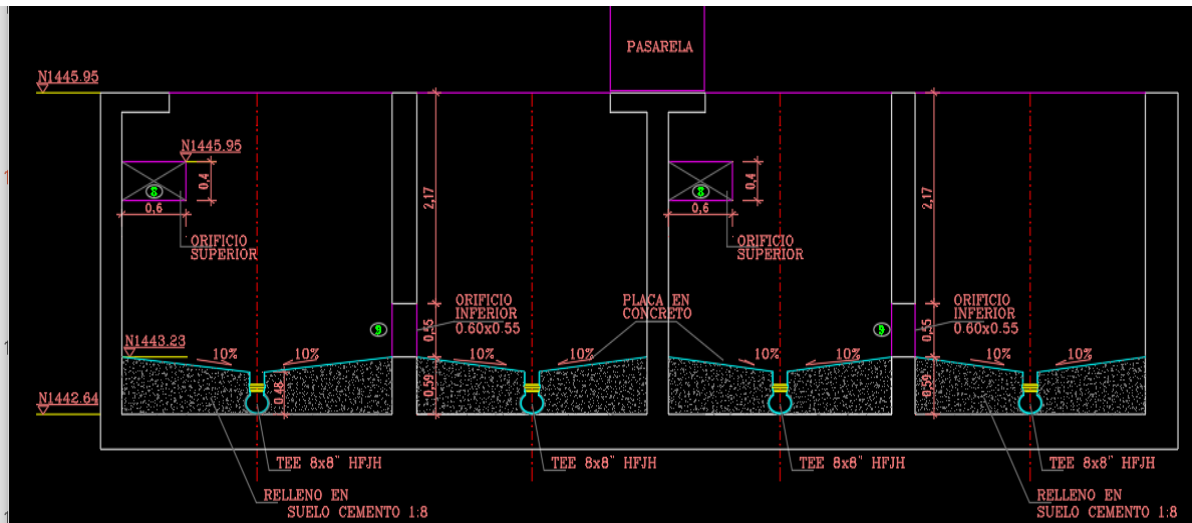 PASARELA
N1445.95
N1445.95
8
0,4
0,6
ORIFICIO
SUPERIOR
2,17
8
0,4
0,6
ORIFICIO
SUPERIOR
2,17
N1443.23
10%
10%
9
0,55
ORIFICIO
INFERIOR
0.60x0.55
PLACA EN
CONCRETO
10%
10%
10%
10%
9
0,55
ORIFICIO
INFERIOR
0.60x0.55
10%
10%
N1442.64
0.48
0,59
0,59
TEE 8x8" HFJH
TEE 8x8" HFJH
TEE 8x8" HFJH
TEE 8x8" HFJH
RELLENO EN
SUELO CEMENTO 1:8
RELLENO EN
SUELO CEMENTO 1:8